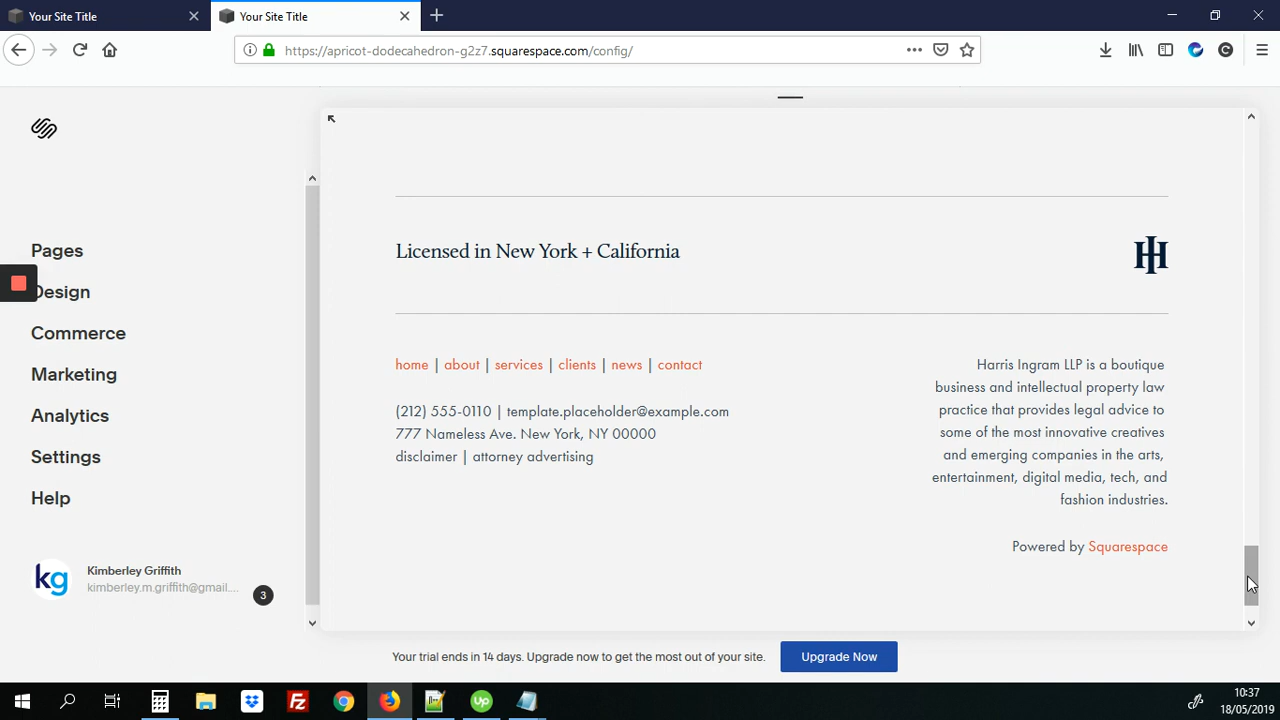 Your Site Title
Your Site Title
https://apricot-dodecahedron-g2z7.squarespace.com/config/
Pages
Design
Commerce
Marketing
Analytics
Settings
Help
kg
Kimberley Griffith
kimberley.m.griffith@gmail....
3
Licensed in New York + California
home | about | services | clients | news | contact
(212) 555-0110 | template.placeholder@example.com
777 Nameless Ave. New York, NY 00000
disclaimer | attorney advertising
Harris Ingram LLP is a boutique
business and intellectual property law
practice that provides legal advice to
some of the most innovative creatives
and emerging companies in the arts,
entertainment, digital media, tech, and
fashion industries.
Powered by Squarespace
Your trial ends in 14 days. Upgrade now to get the most out of your site.
Upgrade Now
10:37
18/05/2019